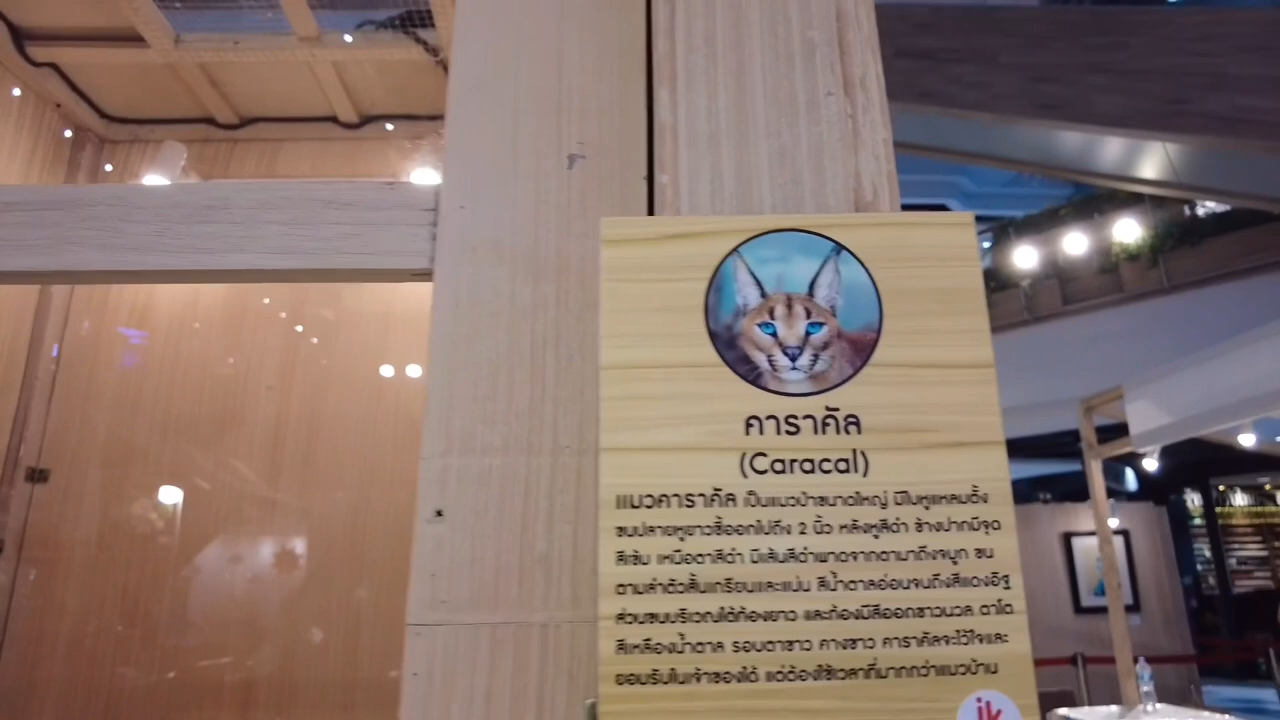 คาราคัล
(Caracal)
แมวคาราคัล เป็นแมวป่าขนาดใหญ่ มีใบหูแหลมตั้ง
ขนปลายหูยาวชี้ออกไปถึง 2 นิ้ว หลังหูสีดำ ข้างปากมีจุด
สีเข้ม เหนือตาสีดำ มีเส้นสีดำพาดจากตามาถึงจมูก ขน
ตามลำตัวสั้นเกรียนและแน่น สีน้ำตาลอ่อนจนถึงสีแดงอิฐ
ส่วนขนบริเวณใต้ท้องยาว และท้องมีสีออกขาวนวล ตาโต
สีเหลืองน้ำตาล รอบตาขาว คางขาว คาราคัลจะไว้ใจและ
ยอมรับในเจ้าของได้ แต่ต้องใช้เวลาที่มากกว่าแมวบ้าน
jk